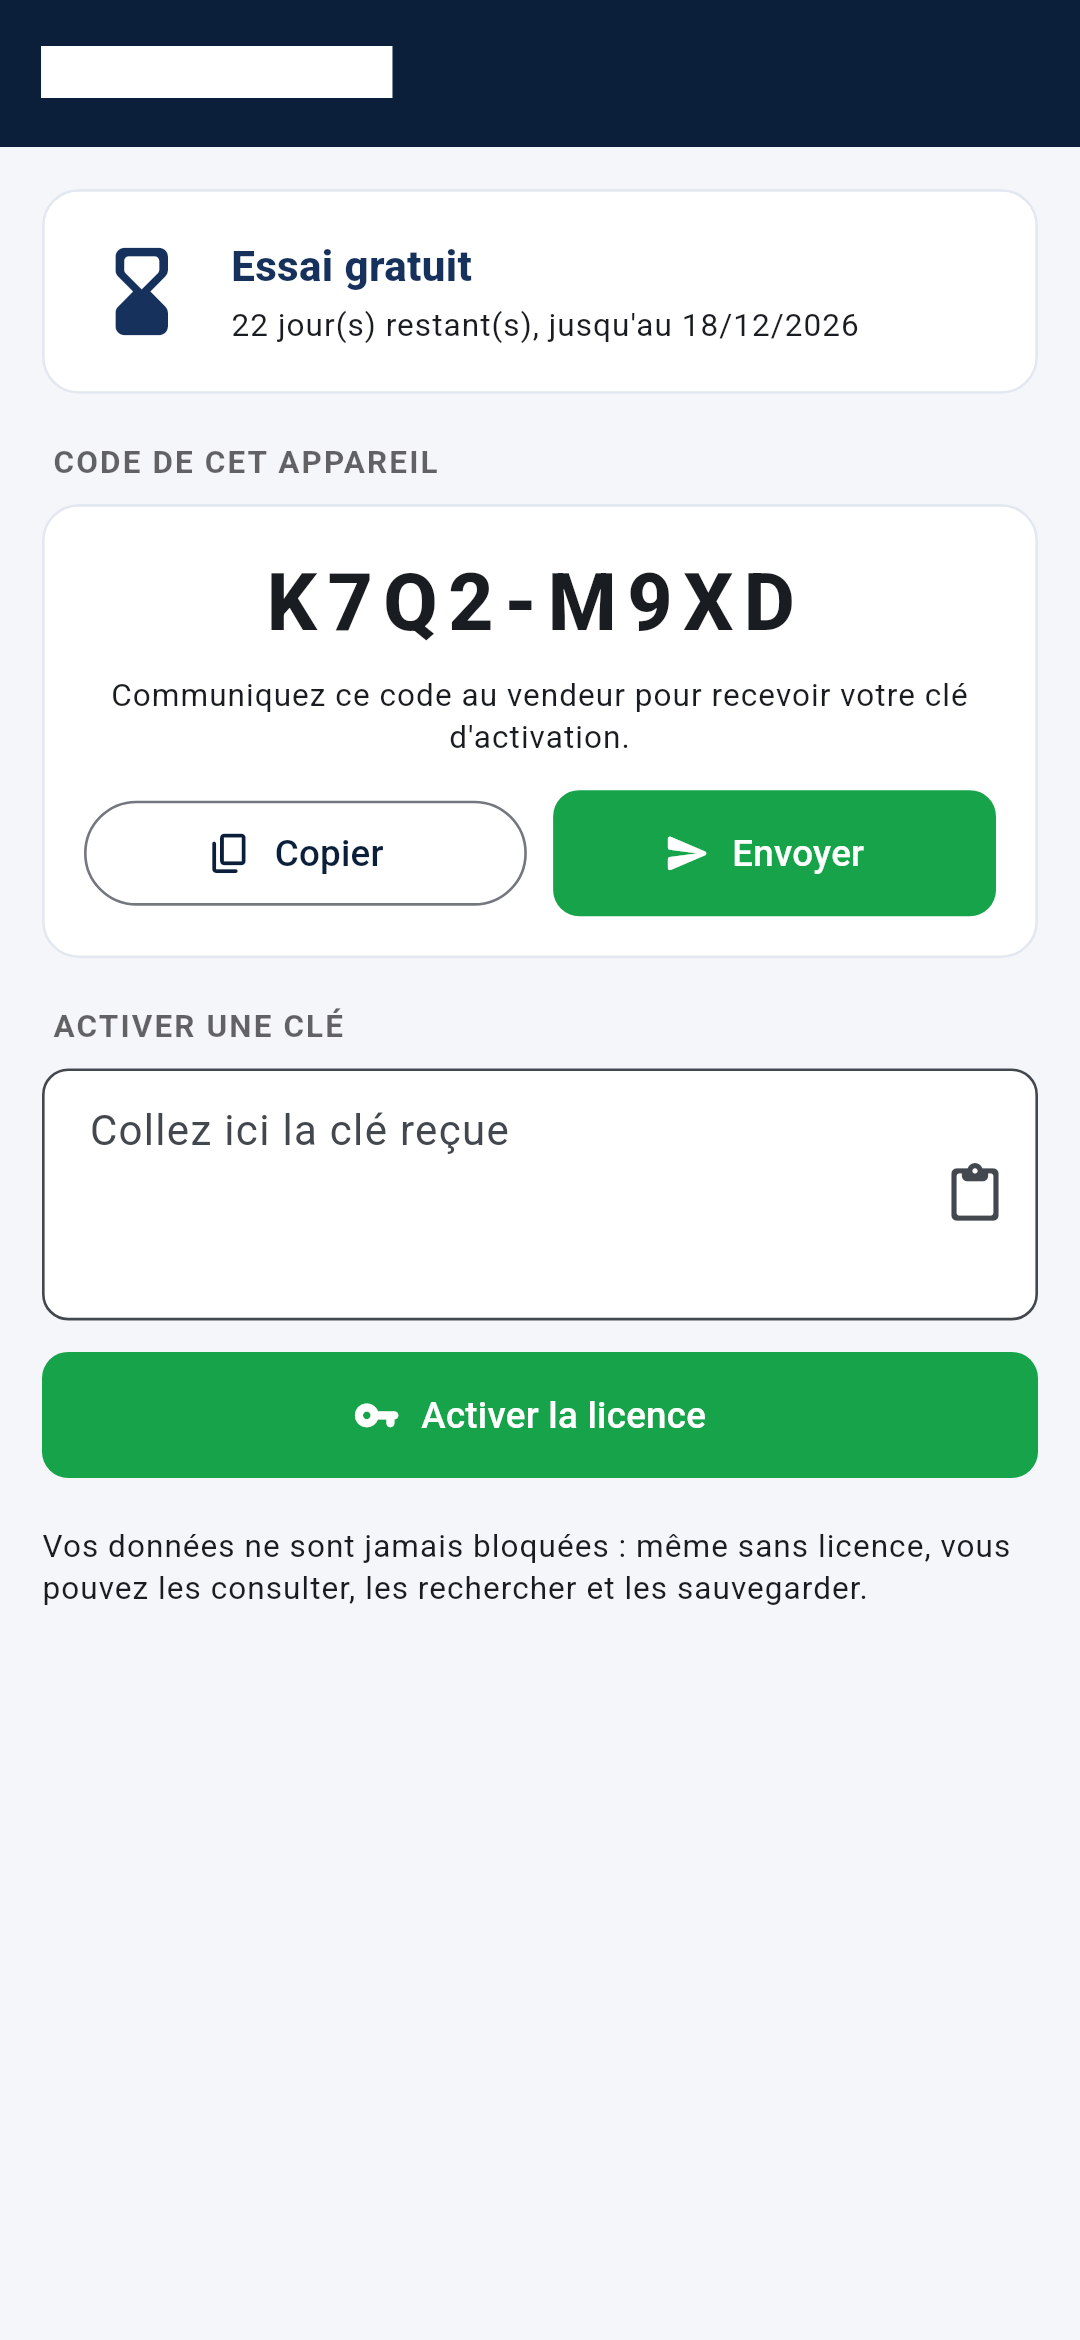 Essai gratuit
22 jour(s) restant(s), jusqu'au 18/12/2026
CODE DE CET APPAREIL
K7Q2-M9XD
Communiquez ce code au vendeur pour recevoir votre clé
d'activation.
Copier
Envoyer
ACTIVER UNE CLÉ
Collez ici la clé reçue
Activer la licence
Vos données ne sont jamais bloquées : même sans licence, vous
pouvez les consulter, les rechercher et les sauvegarder.